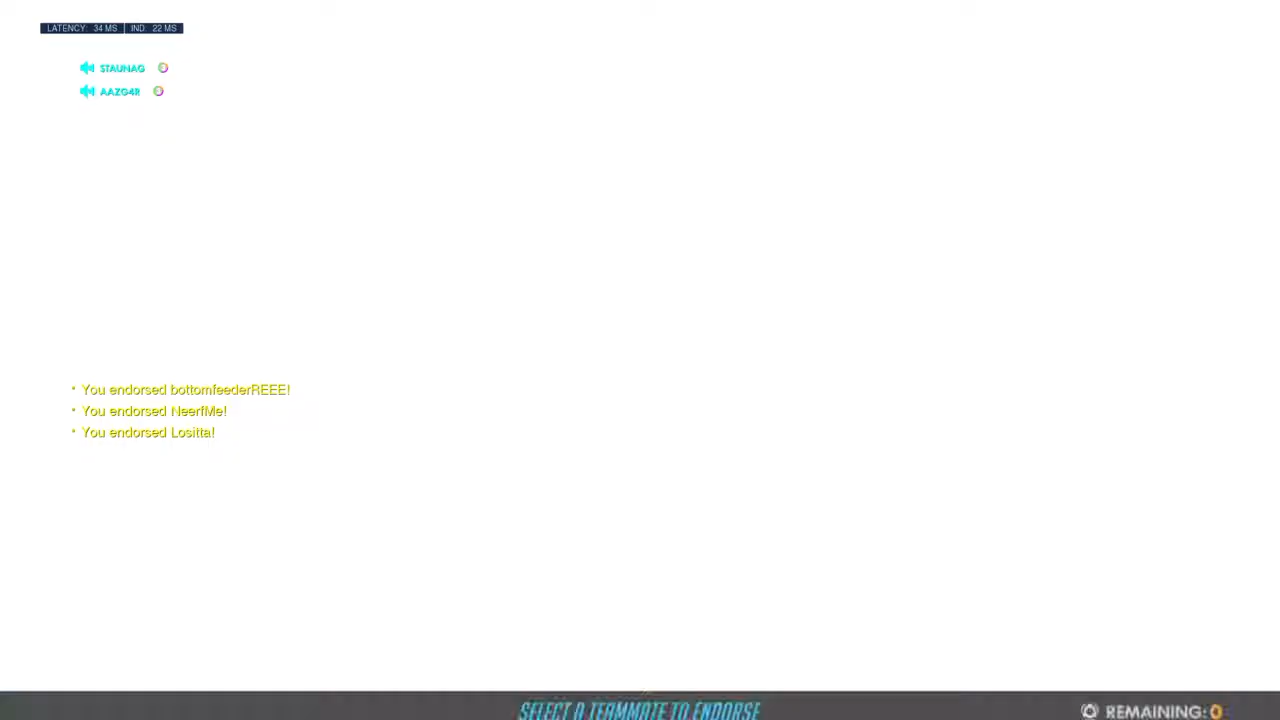 LATENCY: 34 MS | IND: 22 MS
STAUNAG
AAZG4R
• You endorsed bottomfeederREEE!
• You endorsed NeerfMe!
• You endorsed Lositta!
SELECT A TEAMMATE TO ENDORSE
REMAINING: 0